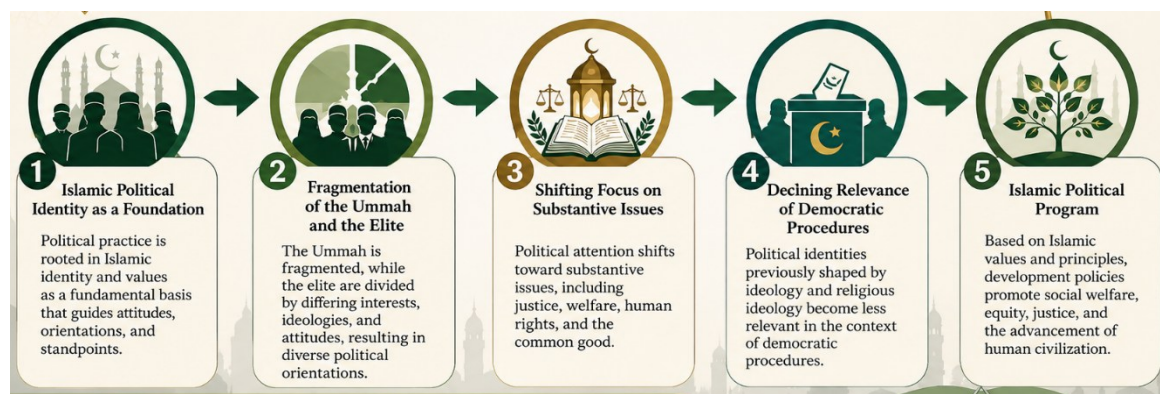 1
Islamic Political
Identity as a Foundation
Political practice is
rooted in Islamic
identity and values
as a fundamental basis
that guides attitudes,
orientations, and
standpoints.
2
Fragmentation
of the Ummah
and the Elite
The Ummah is
fragmented, while
the elite are divided
by differing interests,
ideologies, and
attitudes, resulting in
diverse political
orientations.
3
Shifting Focus on
Substantive Issues
Political attention shifts
toward substantive
issues, including
justice, welfare, human
rights, and the
common good.
4
Declining Relevance
of Democratic
Procedures
Political identities
previously shaped by
ideology and religious
ideology become less
relevant in the context
of democratic
procedures.
5
Islamic Political
Program
Based on Islamic
values and principles,
development policies
promote social welfare,
equity, justice, and
the advancement of
human civilization.